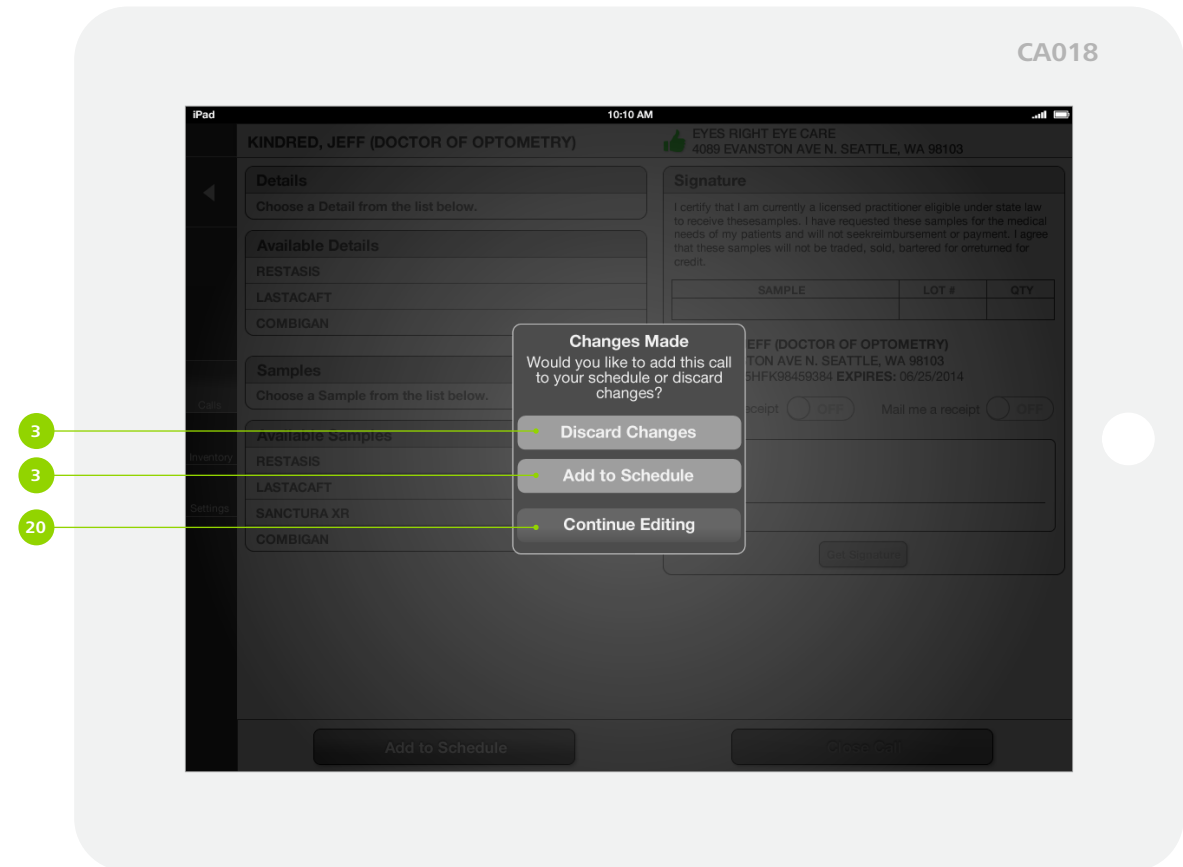 CA018
iPad
10:10 AM
KINDRED, JEFF (DOCTOR OF OPTOMETRY)
EYES RIGHT EYE CARE
4089 EVANSTON AVE N. SEATTLE, WA 98103
Details
Choose a Detail from the list below.
Available Details
RESTASIS
LASTACAFT
COMBIGAN
Samples
Choose a Sample from the list below.
Available Samples
RESTASIS
LASTACAFT
SANCTURA XR
COMBIGAN
Calls
Inventory
Settings
Signature
I certify that I am currently a licensed practitioner eligible under state law
to receive thesesamples. I have requested these samples for the medical
needs of my patients and will not seekreimbursement or payment. I agree
that these samples will not be traded, sold, bartered for orreturned for
credit.
SAMPLE LOT # QTY
EFF (DOCTOR OF OPTOMETRY)
TON AVE N. SEATTLE, WA 98103
HFK98459384 EXPIRES: 06/25/2014
eceipt OFF Mail me a receipt OFF
Get Signature
Changes Made
Would you like to add this call
to your schedule or discard
changes?
3 Discard Changes
3 Add to Schedule
20 Continue Editing
Add to Schedule
Close Call